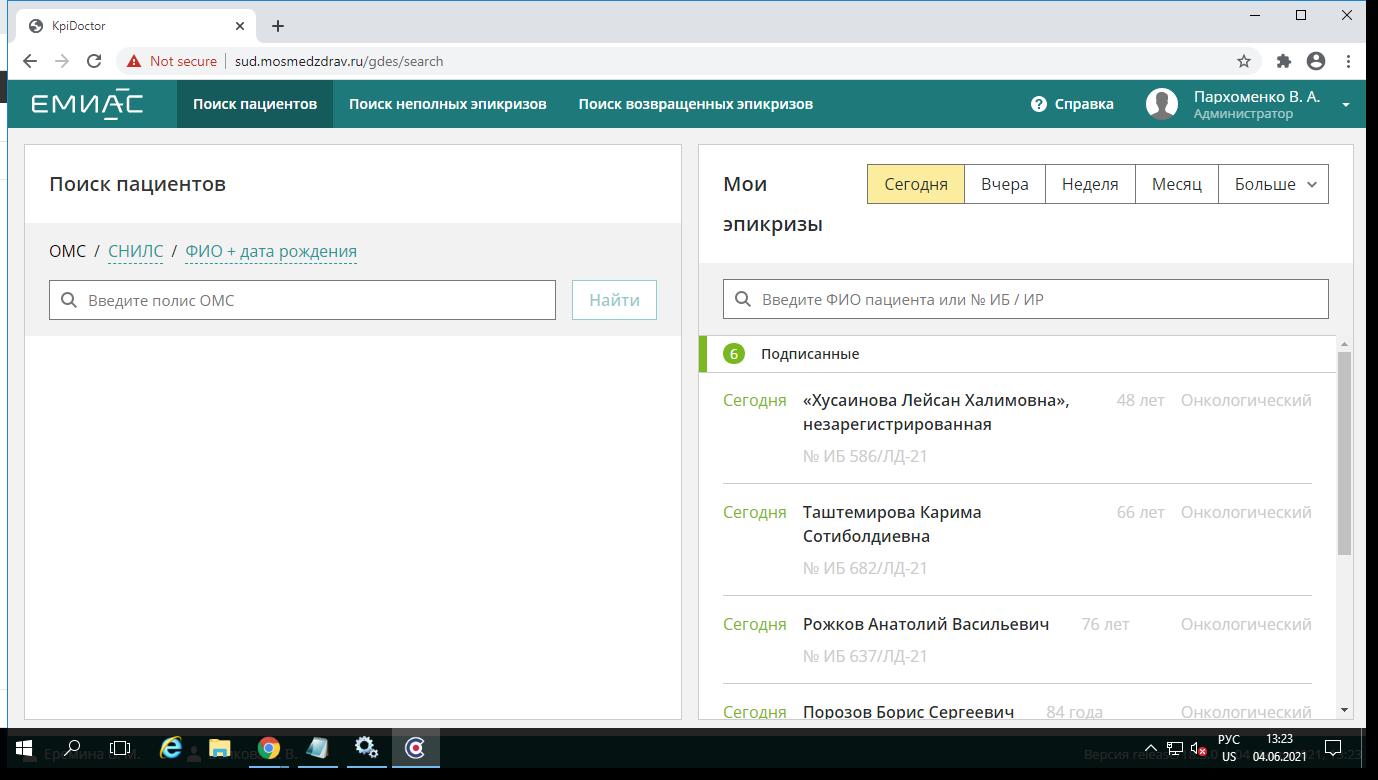 KpiDoctor
Not secure
sud.mosmedzdrav.ru/gdes/search
ЕМИАС
Поиск пациентов
Поиск неполных эпикризов
Поиск возвращенных эпикризов
Справка
Пархоменко В. А.
Администратор
Поиск пациентов
ОМС / СНИЛС / ФИО + дата рождения
Введите полис ОМС
Найти
Мои
эпикризы
Сегодня
Вчера
Неделя
Месяц
Больше
Введите ФИО пациента или № ИБ / ИР
6 Подписанные
Сегодня «Хусаинова Лейсан Халимовна», 48 лет Онкологический
незарегистрированная
№ ИБ 586/ЛД-21
Сегодня Таштемирова Карима 66 лет Онкологический
Сотиболдиевна
№ ИБ 682/ЛД-21
Сегодня Рожков Анатолий Васильевич 76 лет Онкологический
№ ИБ 637/ЛД-21
Сегодня Порозов Борис Сергеевич 84 года Онкологический
РУС
US
13:23
04.06.2021